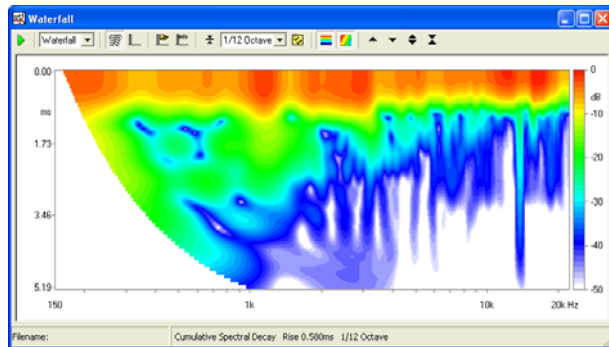 Waterfall
Waterfall 1/12 Octave
0.00
ms
1.73
3.46
5.19
150 1k 10k 20k Hz
0
dB
-10
-20
-30
-40
-50
Filename: Cumulative Spectral Decay Rise 0.500ms 1/12 Octave